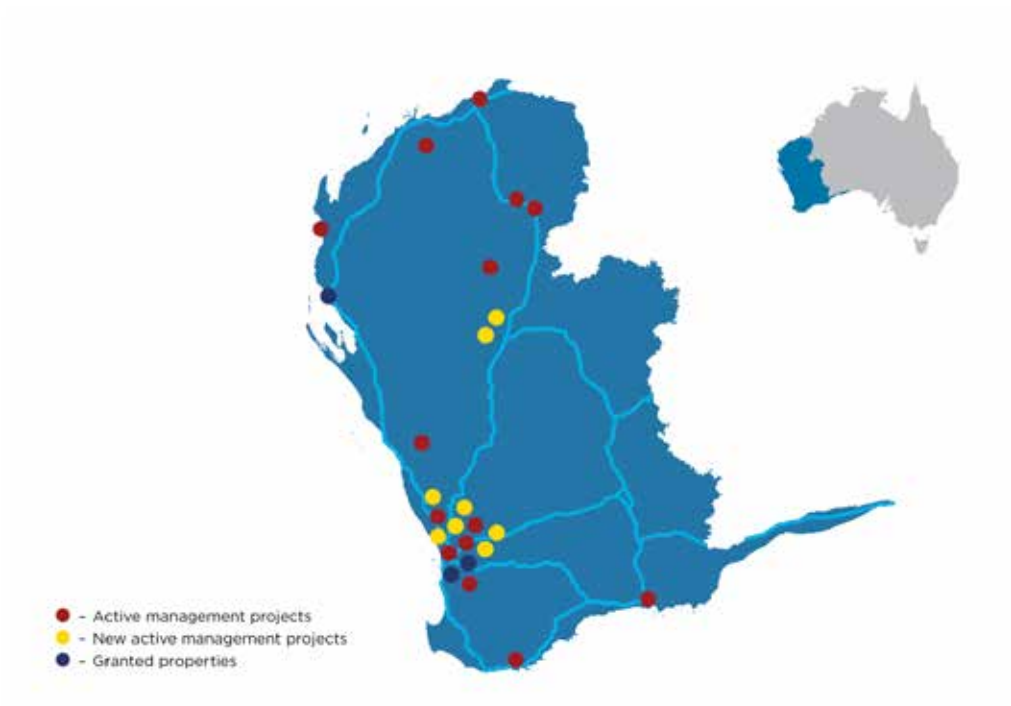 - Active management projects
- New active management projects
- Granted properties